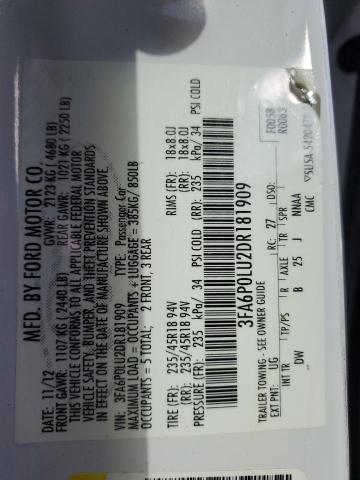 MFD. BY FORD MOTOR CO.
11/12 GVWR: 2123 KG ( 4680 LB)
FRONT GAWR: 1107 KG ( 2440 LB) REAR GAWR: 1021 KG ( 2250 LB)
THIS VEHICLE CONFORMS TO ALL APPLICABLE FEDERAL MOTOR
VEHICLE SAFETY, BUMPER, AND THEFT PREVENTION STANDARDS
IN EFFECT ON THE DATE OF MANUFACTURE SHOWN ABOVE.
VIN: 3FA6P0LU2DR181909 TYPE: Passenger Car
MAXIMUM LOAD = OCCUPANTS + LUGGAGE = 385KG/ 850LB
OCCUPANTS = 5 TOTAL; 2 FRONT, 3 REAR
TIRE (FR): 235/45R18 94V RIMS (FR): 18x8.0J
TIRE (RR): 235/45R18 94V RIMS (RR): 18x8.0J
PRESSURE (FR): 235 kPa/ 34 PSI COLD (RR): 235 kPa/ 34 PSI COLD
3FA6P0LU2DR181909
TRAILER TOWING - SEE OWNER GUIDE
F0058
R0063
EXT PNT: UG RC: 27 DSO:
INT TR TP/PS R AXLE TR SPR
DW B 25 J NNAA
CMC